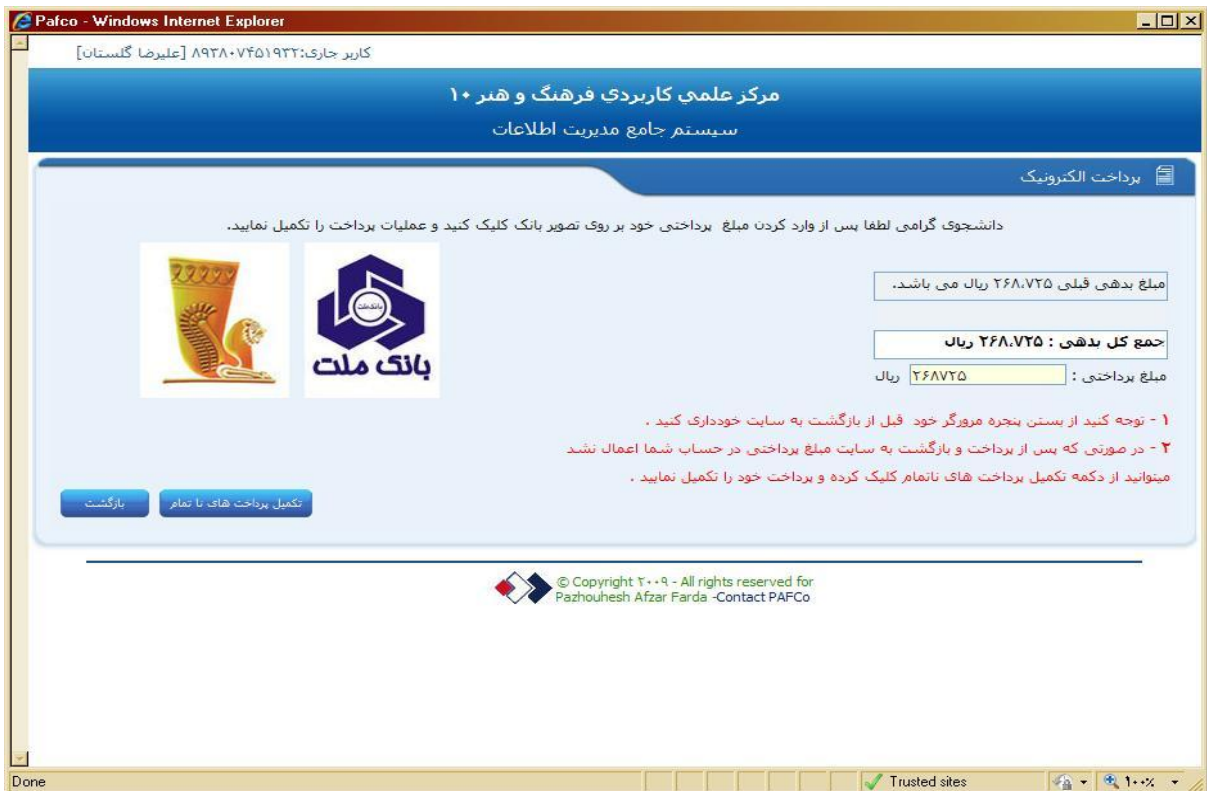 Pafco - Windows Internet Explorer
کاربر جاری:۸۹۳۸۰۷۴۵۱۹۳۲ [علیرضا گلستان]
مرکز علمي کاربردي فرهنگ و هنر ۱۰
سیستم جامع مدیریت اطلاعات
پرداخت الکترونیک
دانشجوی گرامی لطفا پس از وارد کردن مبلغ پرداختی خود بر روی تصویر بانک کلیک کنید و عملیات پرداخت را تکمیل نمایید.
بانک ملت
مبلغ بدهی قبلی ۲۶۸،۷۲۵ ریال می باشد.
جمع کل بدهی : ۲۶۸،۷۲۵ ریال
مبلغ پرداختی : ۲۶۸۷۲۵ ریال
۱ - توجه کنید از بستن پنجره مرورگر خود قبل از بازگشت به سایت خودداری کنید .
۲ - در صورتی که پس از پرداخت و بازگشت به سایت مبلغ پرداختی در حساب شما اعمال نشد
میتوانید از دکمه تکمیل پرداخت های ناتمام کلیک کرده و پرداخت خود را تکمیل نمایید .
تکمیل پرداخت های نا تمام
بازگشت
© Copyright ۲۰۰۹ - All rights reserved for
Pazhouhesh Afzar Farda -Contact PAFCo
Done
Trusted sites
۱۰۰%